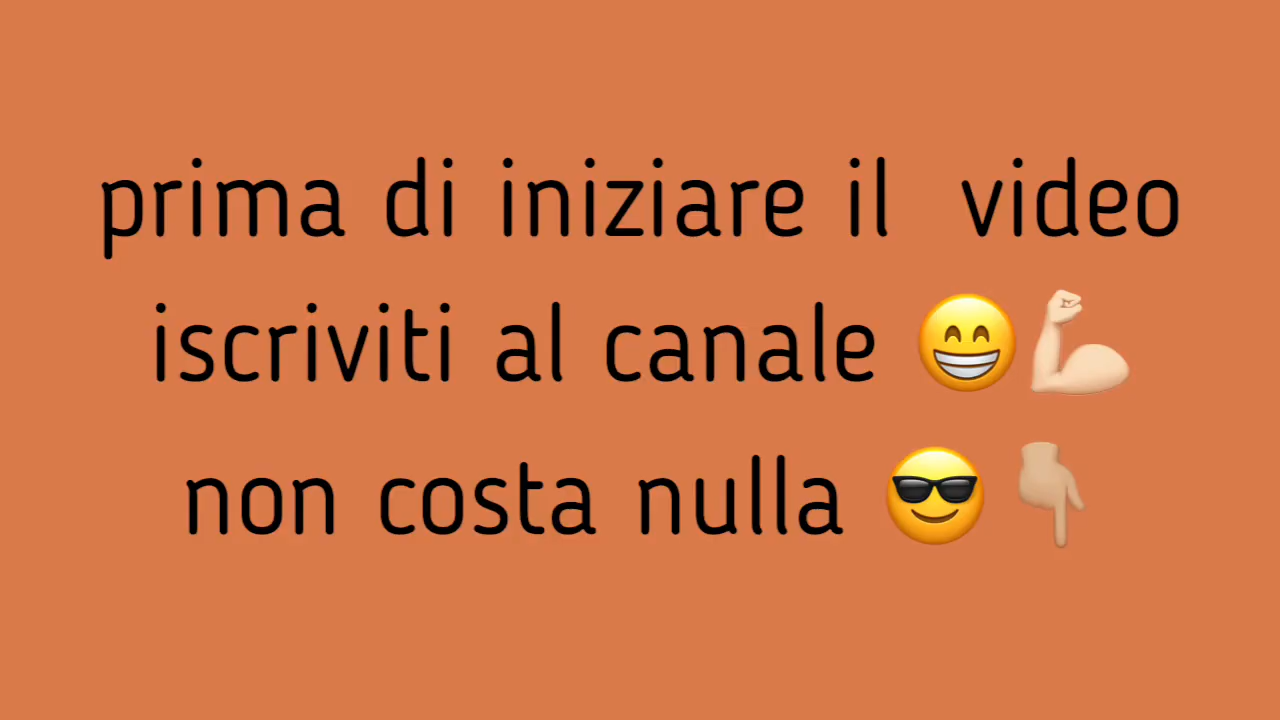 prima di iniziare il  video
iscriviti al canale 😁💪🏻
non costa nulla 😎👇🏼